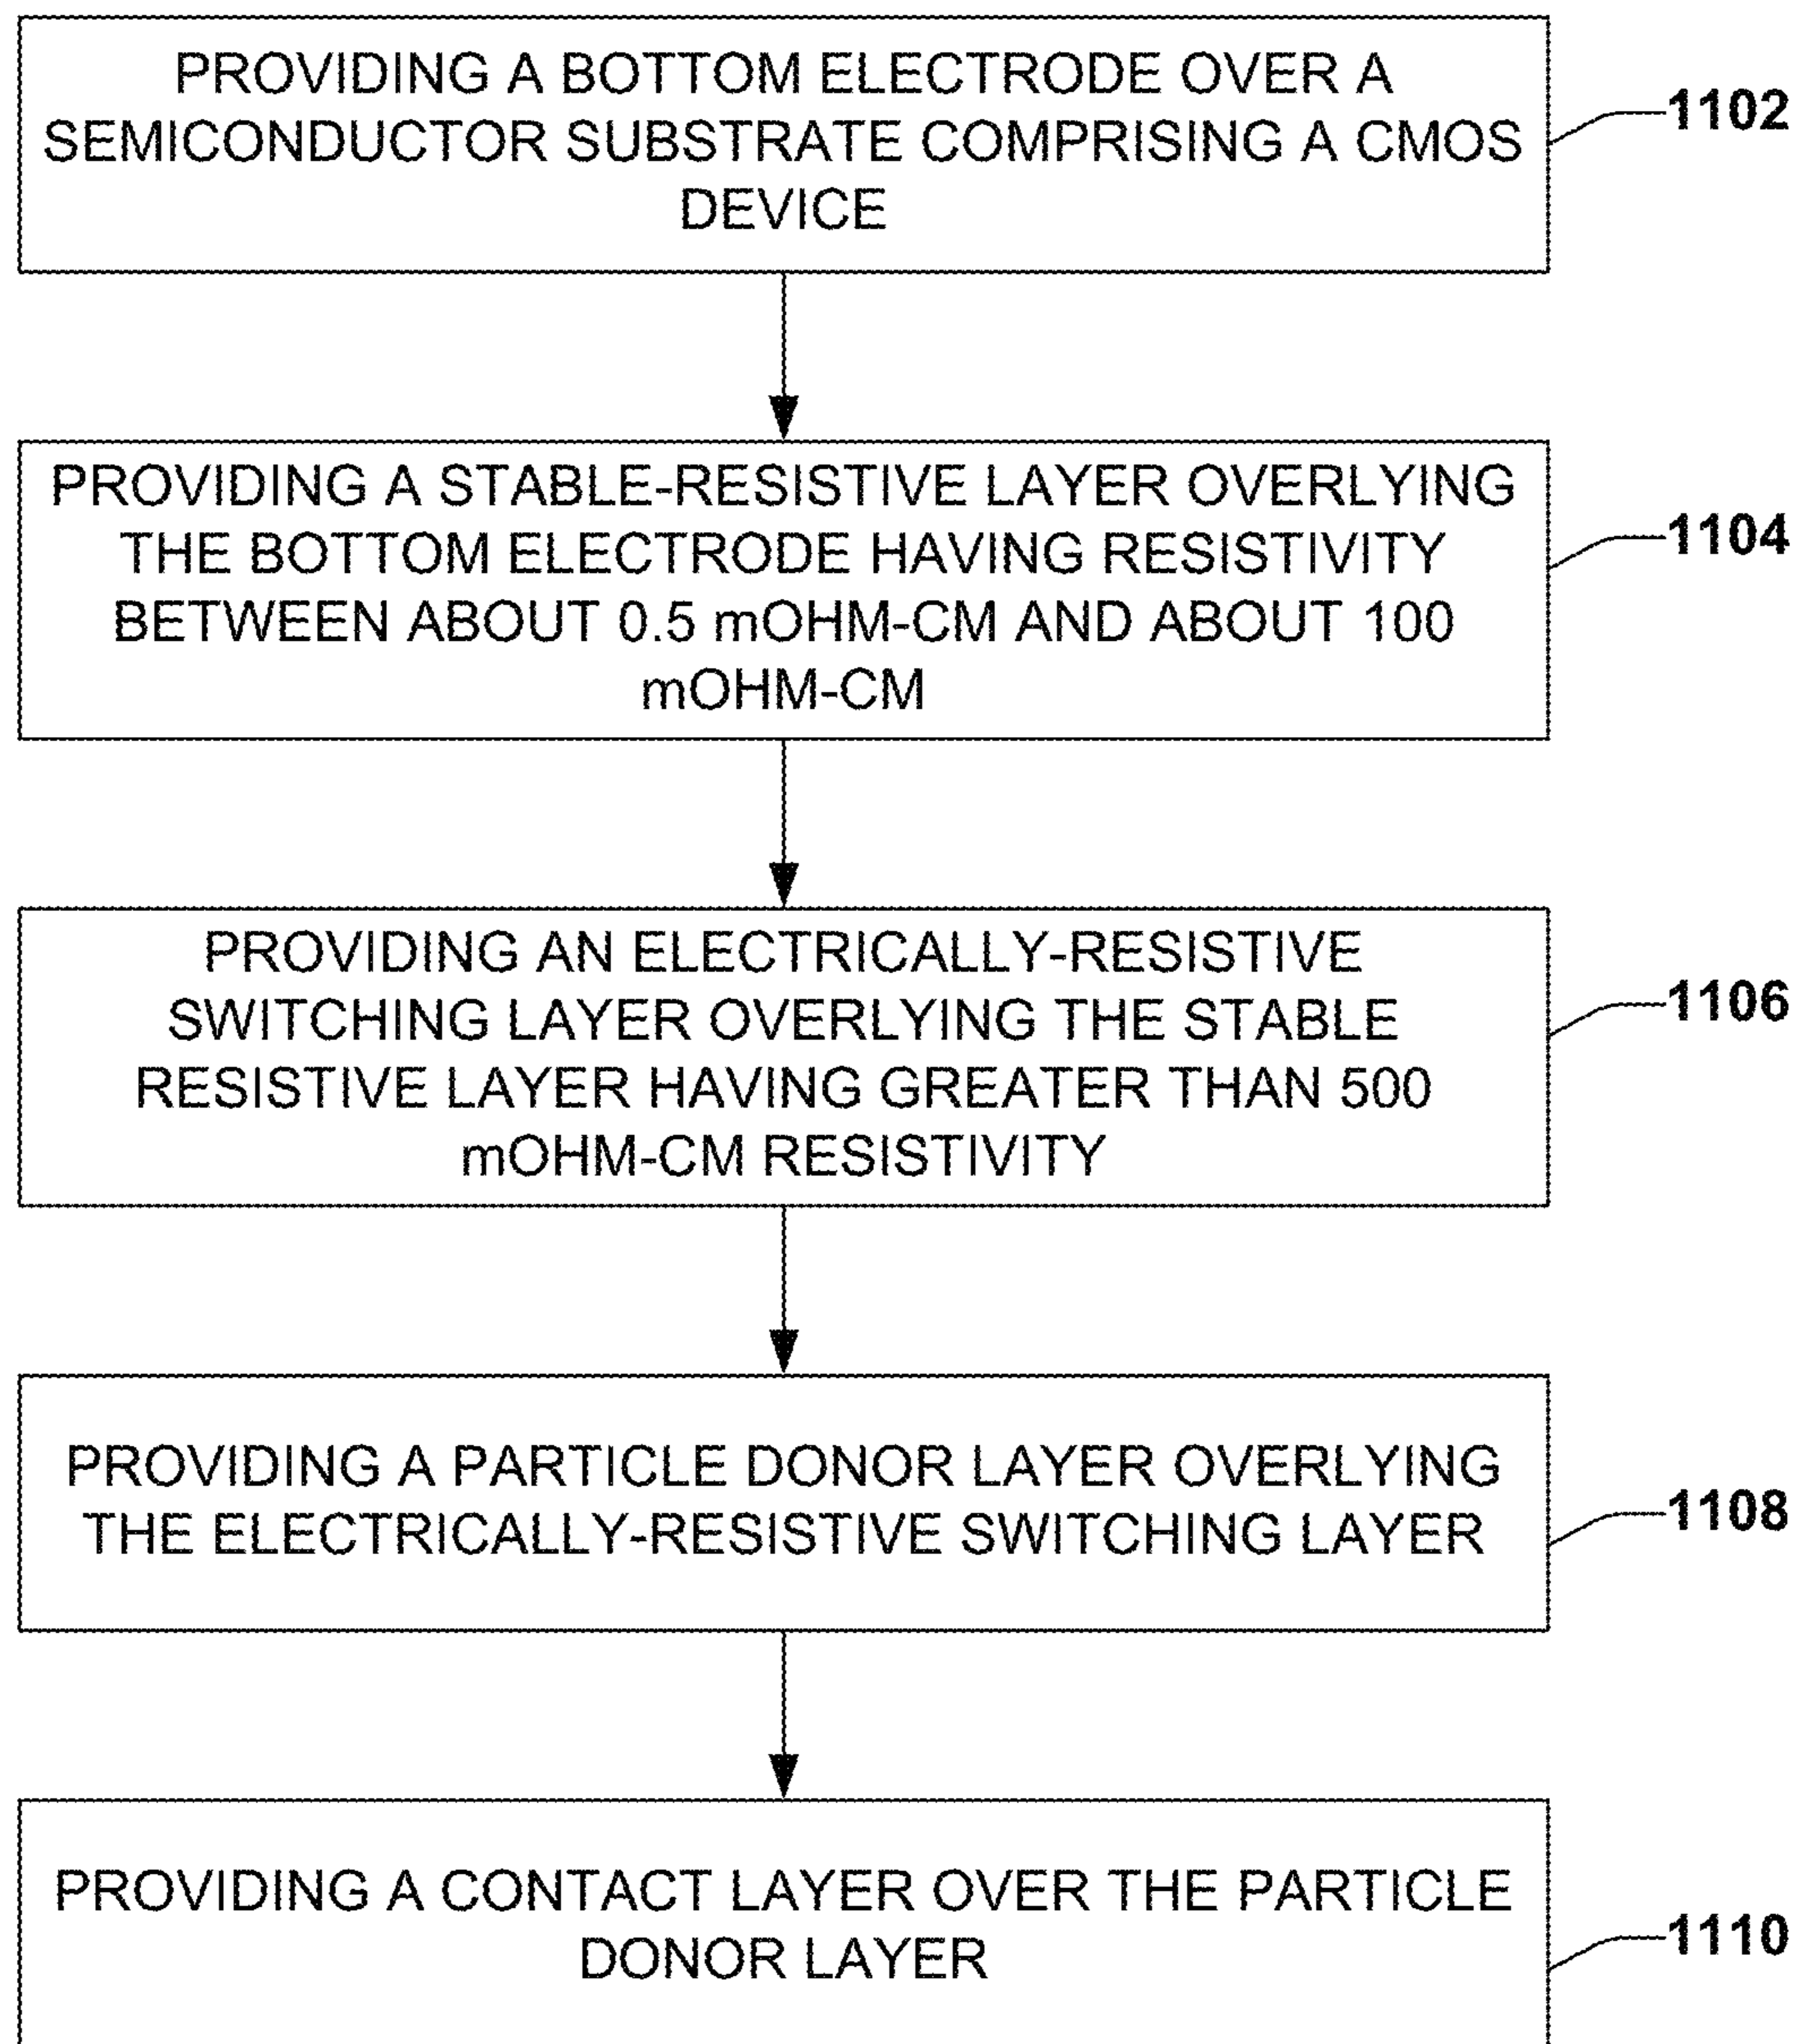 PROVIDING A BOTTOM ELECTRODE OVER A
SEMICONDUCTOR SUBSTRATE COMPRISING A CMOS
DEVICE
1102
PROVIDING A STABLE-RESISTIVE LAYER OVERLYING
THE BOTTOM ELECTRODE HAVING RESISTIVITY
BETWEEN ABOUT 0.5 mOHM-CM AND ABOUT 100
mOHM-CM
1104
PROVIDING AN ELECTRICALLY-RESISTIVE
SWITCHING LAYER OVERLYING THE STABLE
RESISTIVE LAYER HAVING GREATER THAN 500
mOHM-CM RESISTIVITY
1106
PROVIDING A PARTICLE DONOR LAYER OVERLYING
THE ELECTRICALLY-RESISTIVE SWITCHING LAYER
1108
PROVIDING A CONTACT LAYER OVER THE PARTICLE
DONOR LAYER
1110